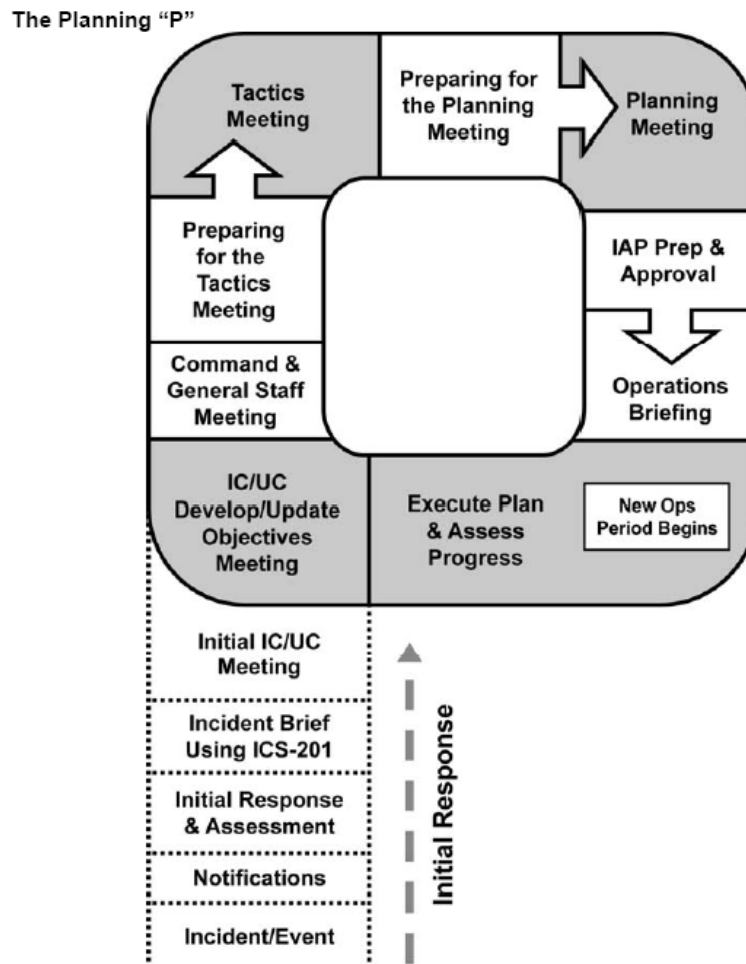 The Planning “P”
Tactics
Meeting
Preparing for
the Planning
Meeting
Planning
Meeting
Preparing
for the
Tactics
Meeting
IAP Prep &
Approval
Command &
General Staff
Meeting
Operations
Briefing
IC/UC
Develop/Update
Objectives
Meeting
Execute Plan
& Assess
Progress
New Ops
Period Begins
Initial IC/UC
Meeting
Incident Brief
Using ICS-201
Initial Response
& Assessment
Notifications
Incident/Event
Initial Response